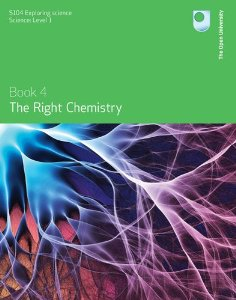 S104 Exploring science
Science: Level 1
The Open University
Book 4
The Right Chemistry